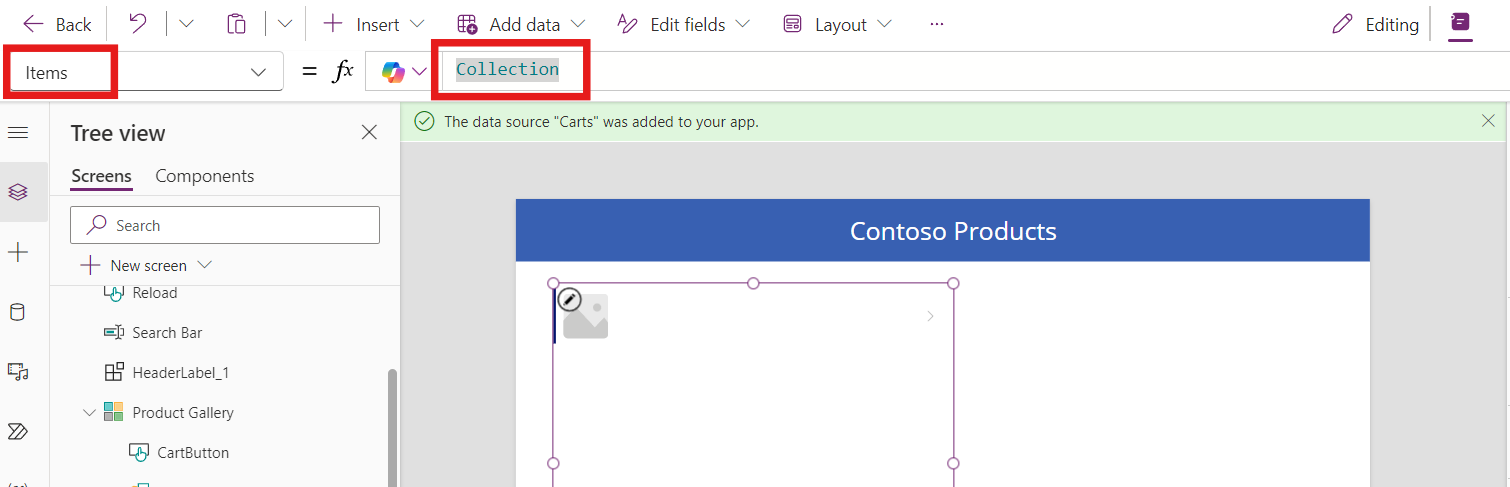 Back
Insert
Add data
Edit fields
Layout
...
Editing
Items
= fx
Collection
Tree view
The data source "Carts" was added to your app.
Screens
Components
Search
New screen
Reload
Search Bar
HeaderLabel_1
Product Gallery
CartButton
Contoso Products